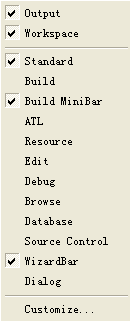 Output
Workspace
Standard
Build
Build MiniBar
ATL
Resource
Edit
Debug
Browse
Database
Source Control
WizardBar
Dialog
Customize...